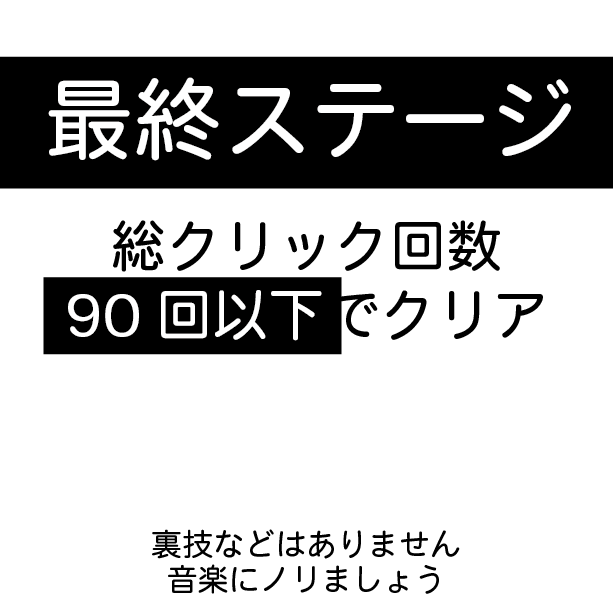 最終ステージ
総クリック回数
90 回以下でクリア
裏技などはありません
音楽にノリましょう